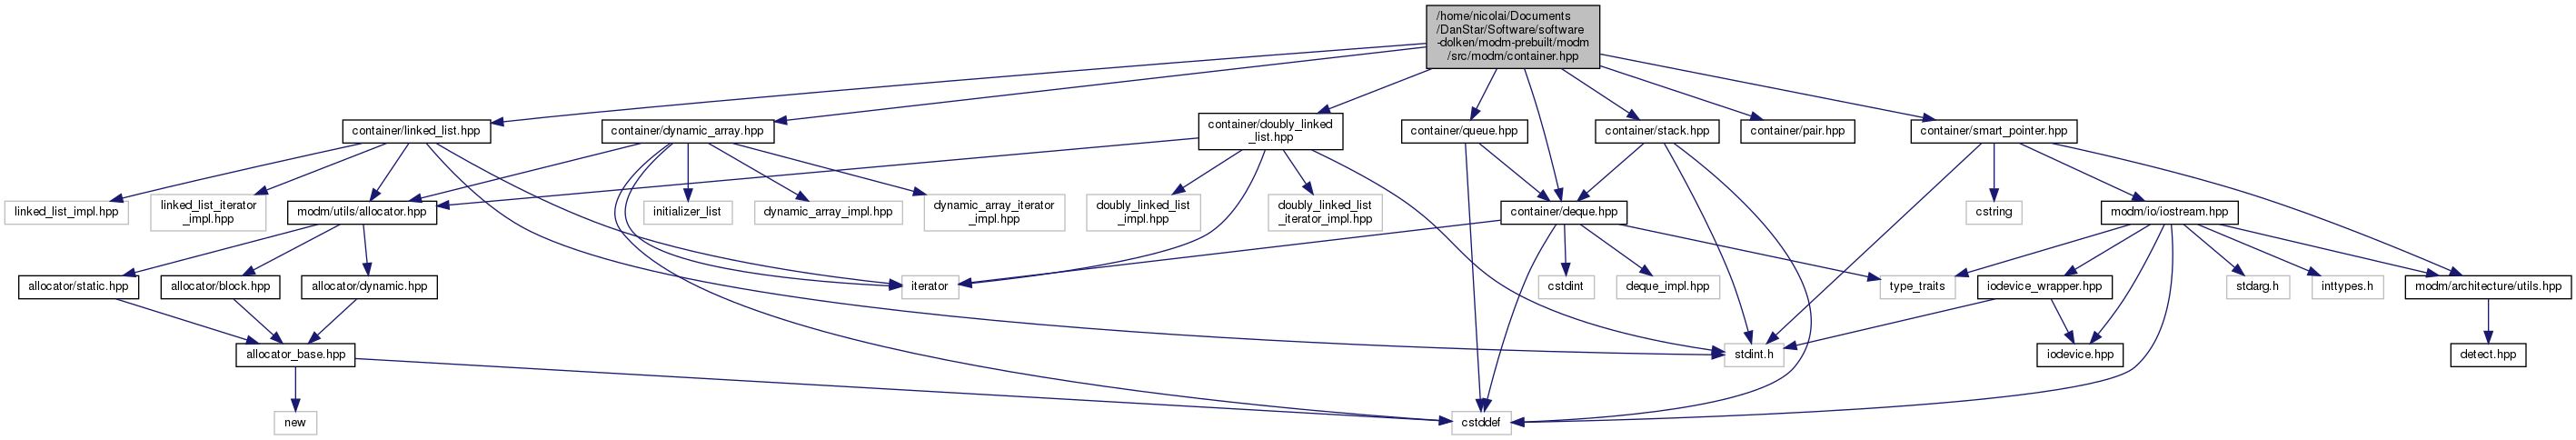 /home/nicolai/Documents
/DanStar/Software/software
-dolken/modm-prebuilt/modm
/src/modm/container.hpp
container/linked_list.hpp
container/dynamic_array.hpp
container/doubly_linked
_list.hpp
container/queue.hpp
container/stack.hpp
container/pair.hpp
container/smart_pointer.hpp
linked_list_impl.hpp
linked_list_iterator
_impl.hpp
modm/utils/allocator.hpp
initializer_list
dynamic_array_impl.hpp
dynamic_array_iterator
_impl.hpp
doubly_linked_list
_impl.hpp
doubly_linked_list
_iterator_impl.hpp
container/deque.hpp
cstring
modm/io/iostream.hpp
allocator/static.hpp
allocator/block.hpp
allocator/dynamic.hpp
iterator
cstdint
deque_impl.hpp
type_traits
iodevice_wrapper.hpp
stdarg.h
inttypes.h
modm/architecture/utils.hpp
allocator_base.hpp
stdint.h
iodevice.hpp
detect.hpp
new
cstddef